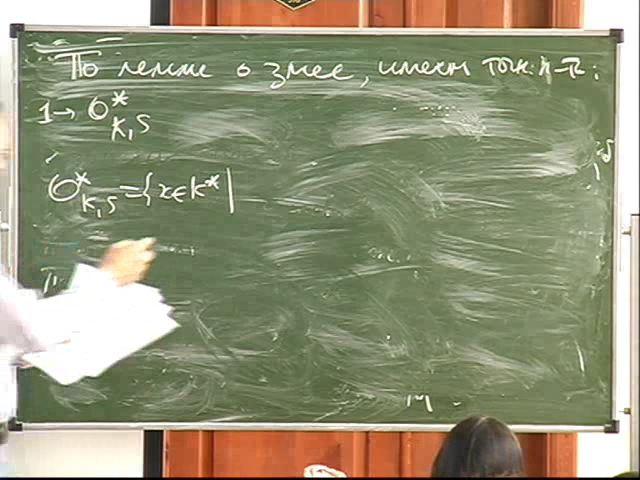 По лемме о змее, имеем точн. п-ть:
1 → O*_{K,S}
O*_{K,S} = {x ∈ K* |